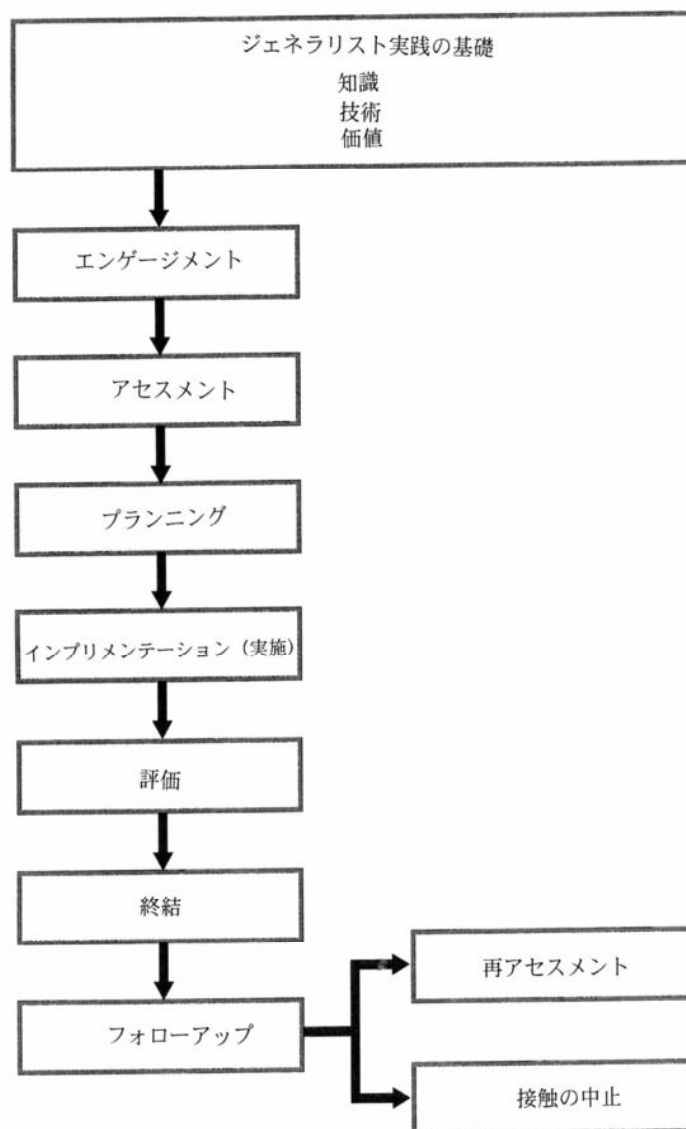 ジェネラリスト実践の基礎
知識
技術
価値
エンゲージメント
アセスメント
プランニング
インプリメンテーション（実施）
評価
終結
フォローアップ
再アセスメント
接触の中止